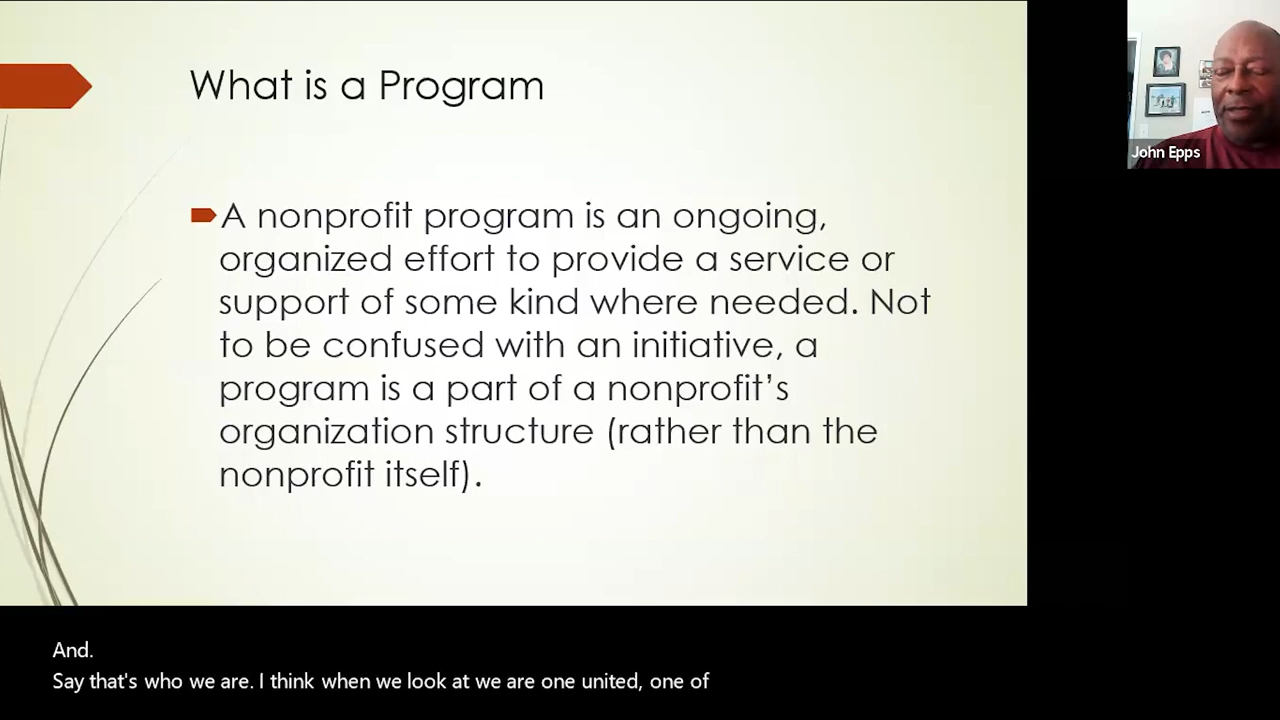 What is a Program
A nonprofit program is an ongoing,
organized effort to provide a service or
support of some kind where needed. Not
to be confused with an initiative, a
program is a part of a nonprofit’s
organization structure (rather than the
nonprofit itself).
John Epps
And.
Say that's who we are. I think when we look at we are one united, one of